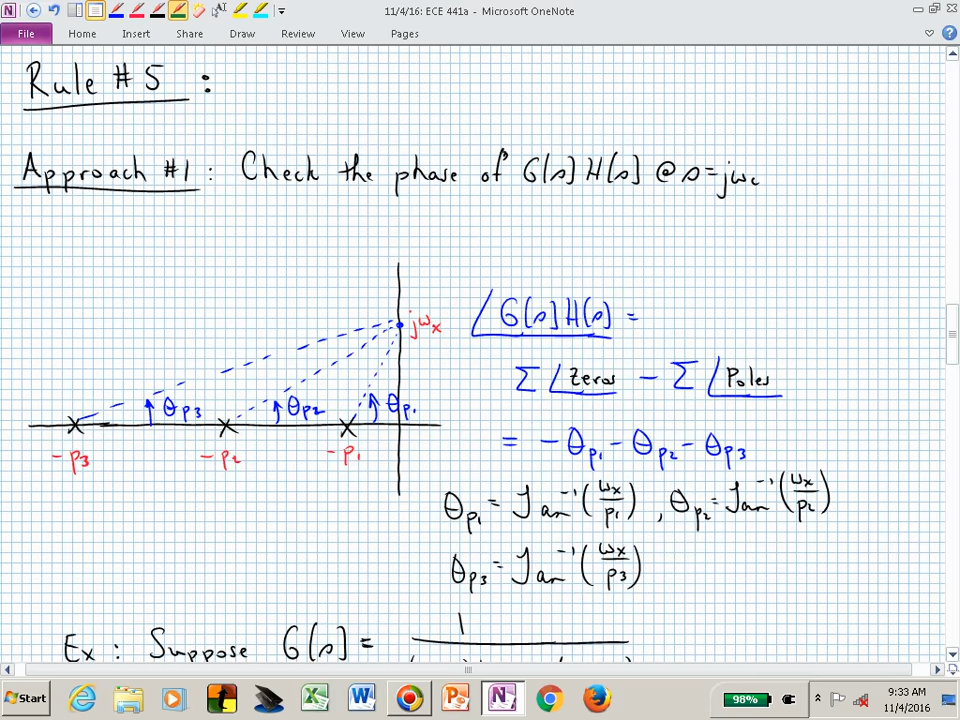 11/4/16: ECE 441a - Microsoft OneNote
File Home Insert Share Draw Review View Pages
Rule #5 :
Approach #1 : Check the phase of G(s)H(s) @ s=jωc
jωx
∠G(s)H(s) =
Σ∠Zeros − Σ∠Poles
θp3 θp2 θp1
-p3 -p2 -p1
= -θp1 - θp2 - θp3
θp1 = Tan⁻¹(ωx/p1), θp2 = Tan⁻¹(ωx/p2)
θp3 = Tan⁻¹(ωx/p3)
Ex : Suppose G(s) = 1
Start
98%
9:33 AM
11/4/2016